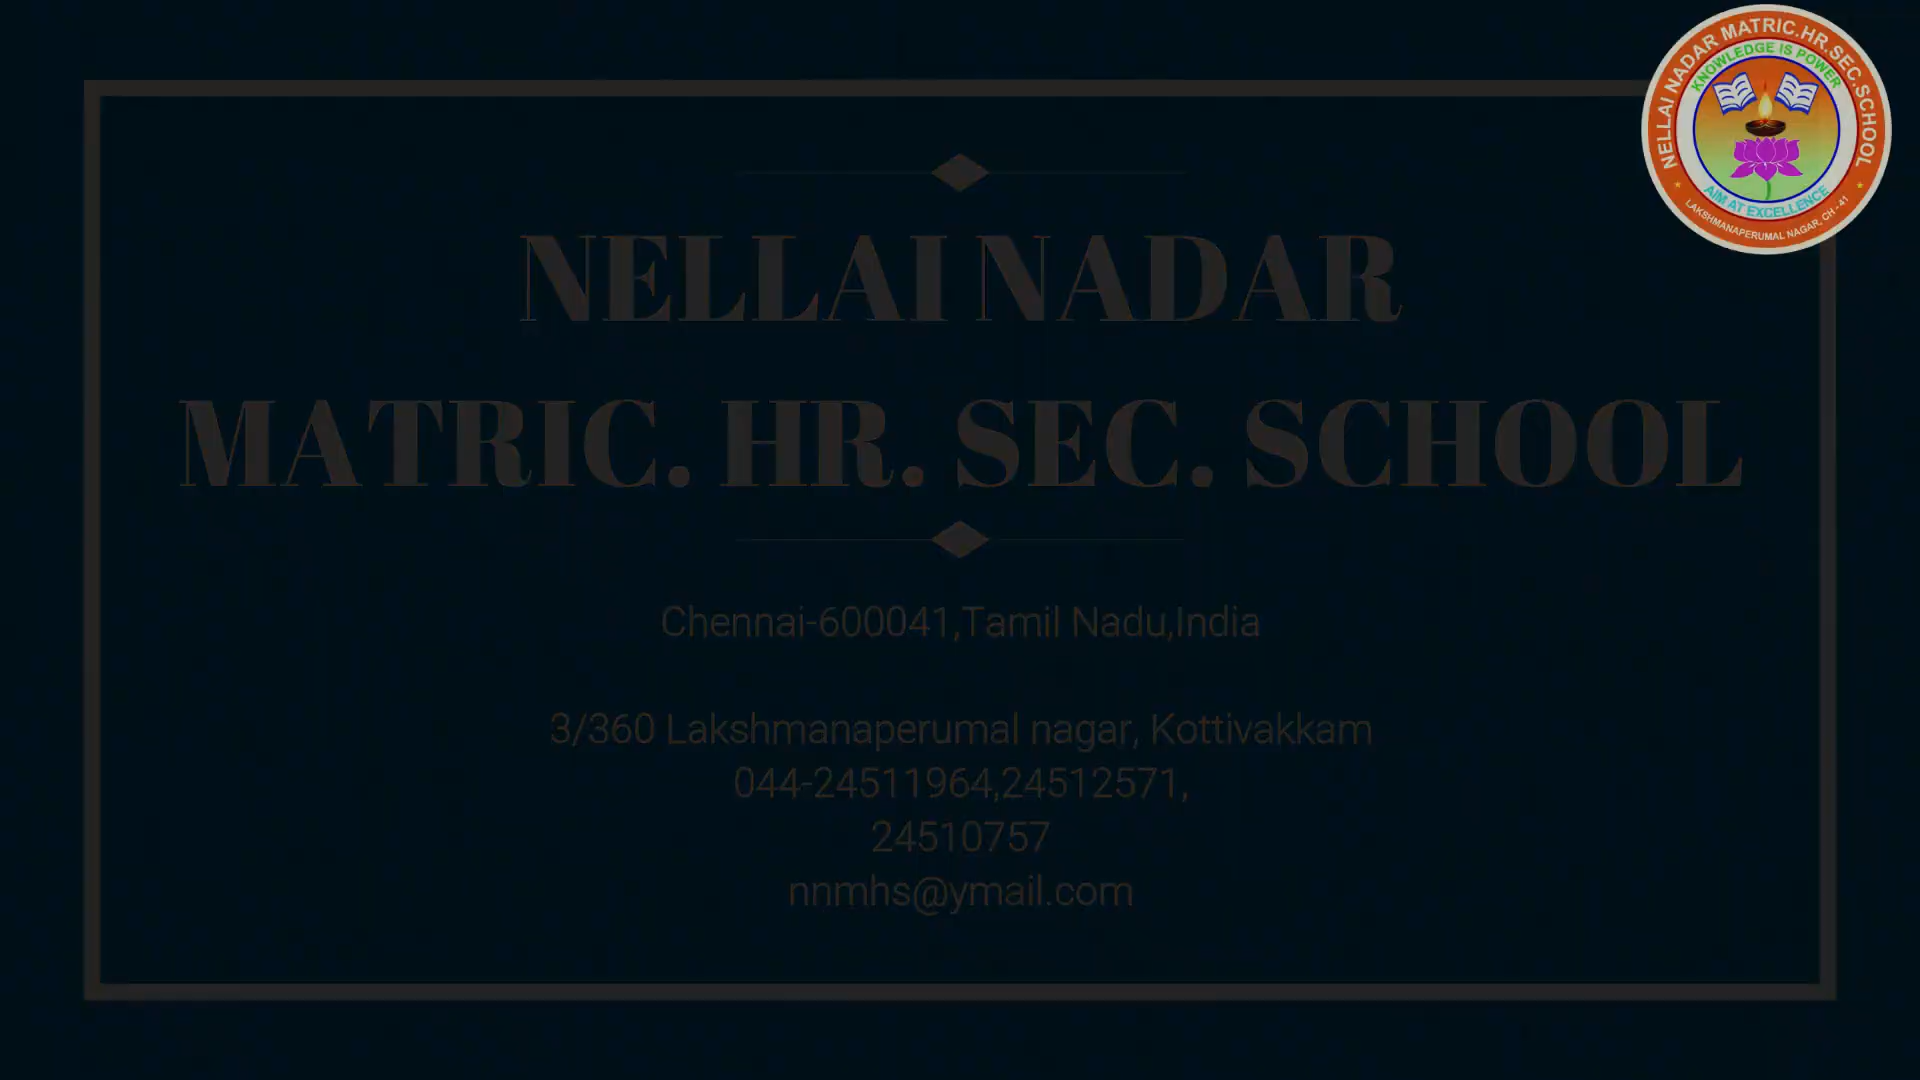 NELLAI NADAR MATRIC.HR.SEC.SCHOOL
KNOWLEDGE IS POWER
AIM AT EXCELLENCE
LAKSHMANAPERUMAL NAGAR, CH - 41
NELLAI NADAR
MATRIC. HR. SEC. SCHOOL
Chennai-600041,Tamil Nadu,India
3/360 Lakshmanaperumal nagar, Kottivakkam
044-24511964,24512571,
24510757
nnmhs@ymail.com